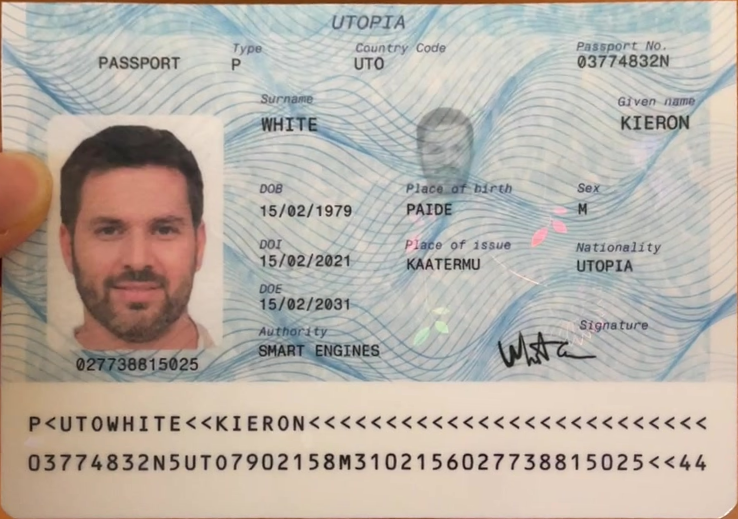 UTOPIA
PASSPORT
Type
P
Country Code
UTO
Passport No.
03774832N
Surname
WHITE
Given name
KIERON
DOB
15/02/1979
Place of birth
PAIDE
Sex
M
DOI
15/02/2021
Place of issue
KAATERMU
Nationality
UTOPIA
DOE
15/02/2031
Authority
SMART ENGINES
Signature
027738815025
P<UTOWHITE<<KIERON<<<<<<<<<<<<<<<<<<<<<<<<<<
03774832N5UTO7902158M3102156027738815025<<44